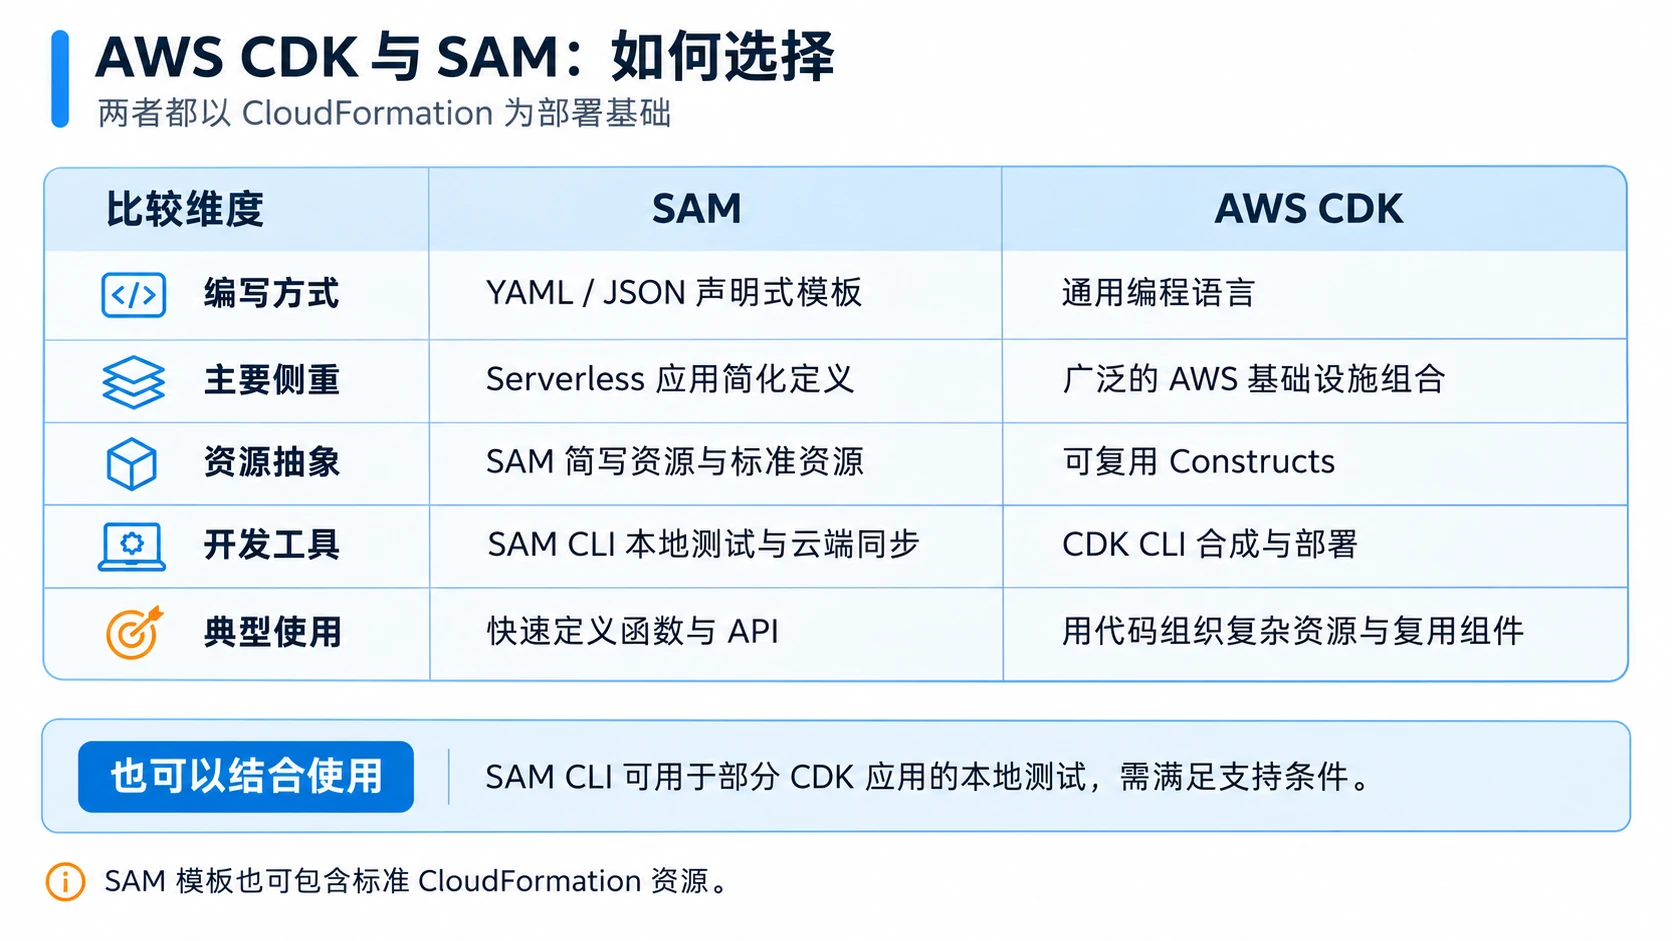 AWS CDK 与 SAM：如何选择
两者都以 CloudFormation 为部署基础
比较维度 SAM AWS CDK
编写方式 YAML / JSON 声明式模板 通用编程语言
主要侧重 Serverless 应用简化定义 广泛的 AWS 基础设施组合
资源抽象 SAM 简写资源与标准资源 可复用 Constructs
开发工具 SAM CLI 本地测试与云端同步 CDK CLI 合成与部署
典型使用 快速定义函数与 API 用代码组织复杂资源与复用组件
也可以结合使用 SAM CLI 可用于部分 CDK 应用的本地测试，需满足支持条件。
SAM 模板也可包含标准 CloudFormation 资源。